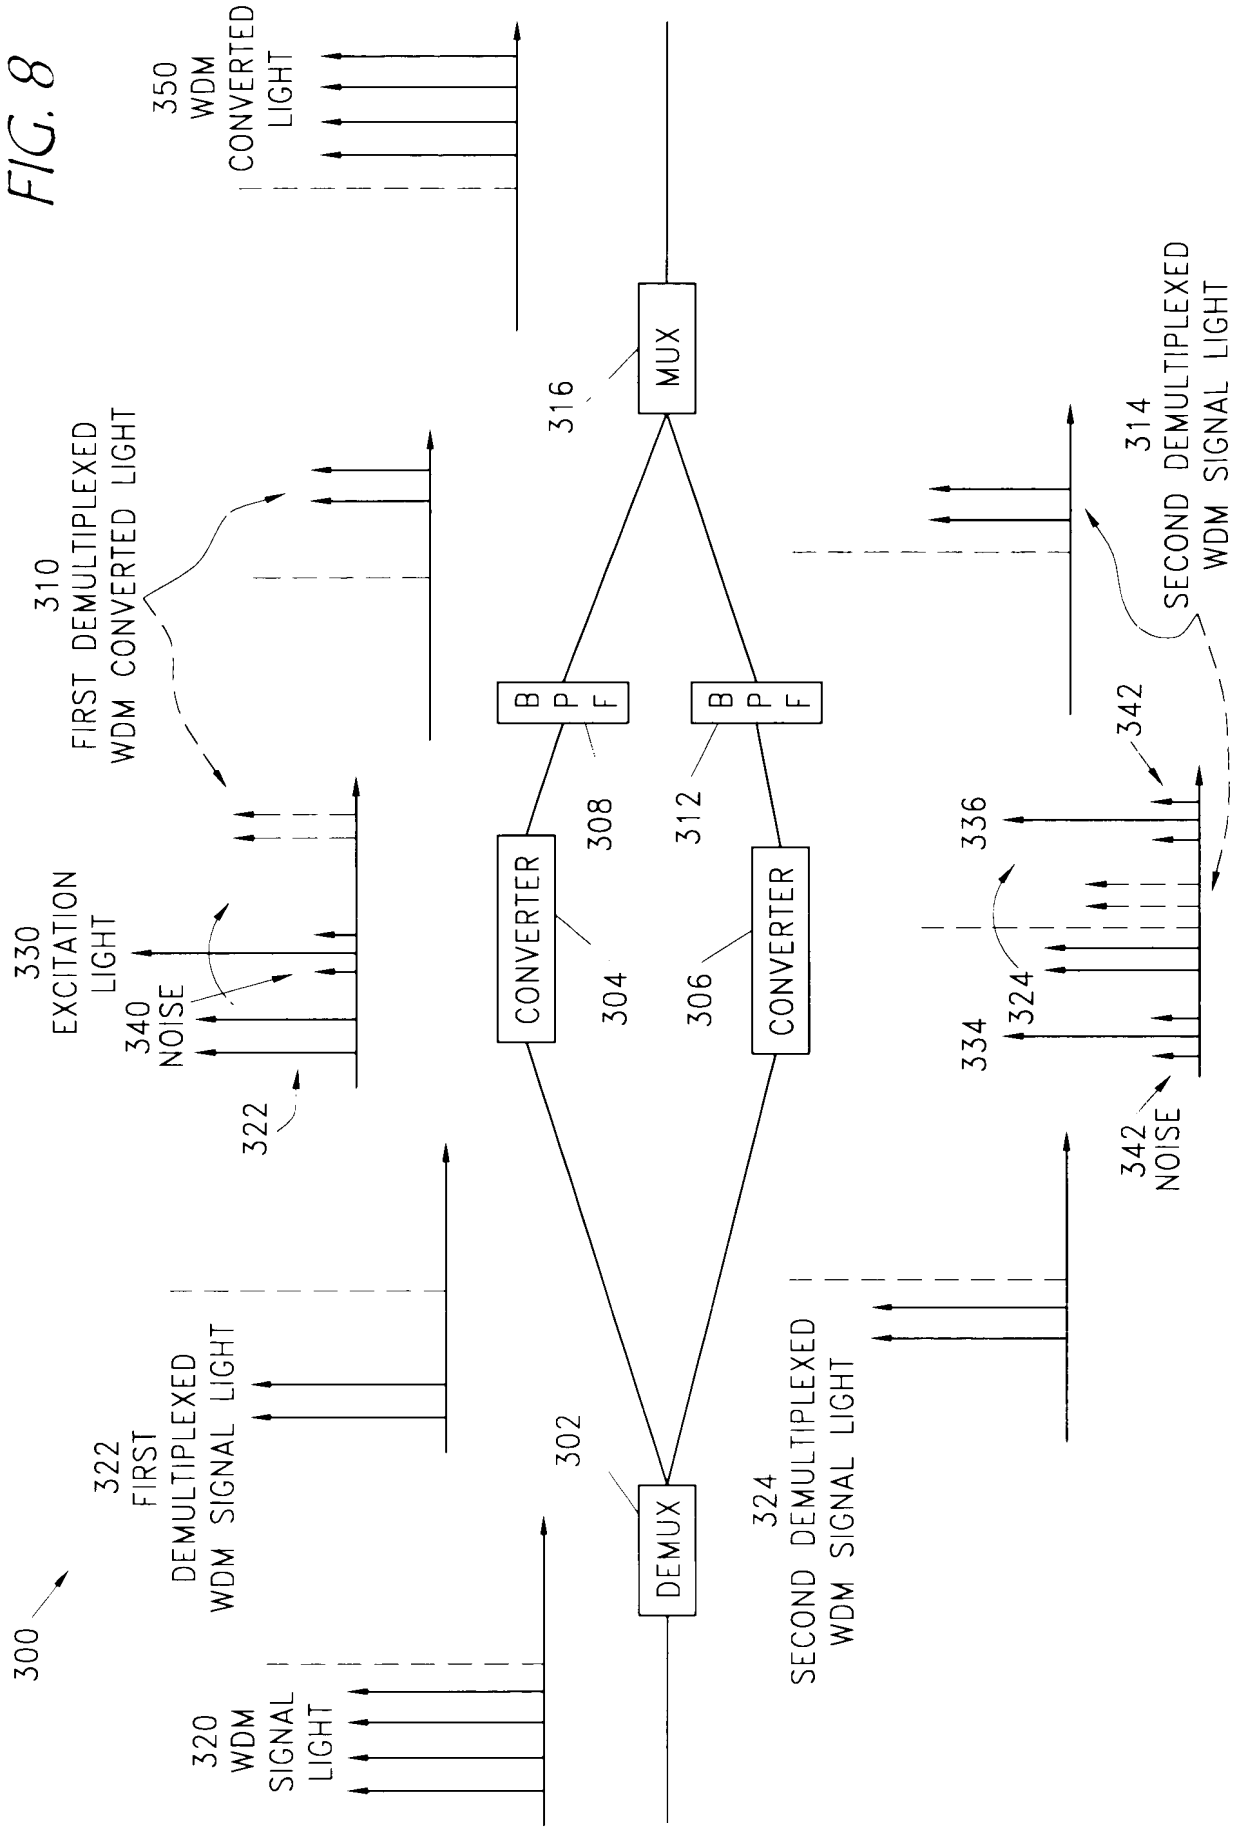 FIG. 8
300
320
WDM
SIGNAL
LIGHT
322
FIRST
DEMULTIPLEXED
WDM SIGNAL LIGHT
330
EXCITATION
LIGHT
340
NOISE
322
310
FIRST DEMULTIPLEXED
WDM CONVERTED LIGHT
350
WDM
CONVERTED
LIGHT
302
DEMUX
CONVERTER
304
306
CONVERTER
B P F
308
312
B P F
316
MUX
324
SECOND DEMULTIPLEXED
WDM SIGNAL LIGHT
334
324
336
342
NOISE
342
314
SECOND DEMULTIPLEXED
WDM SIGNAL LIGHT